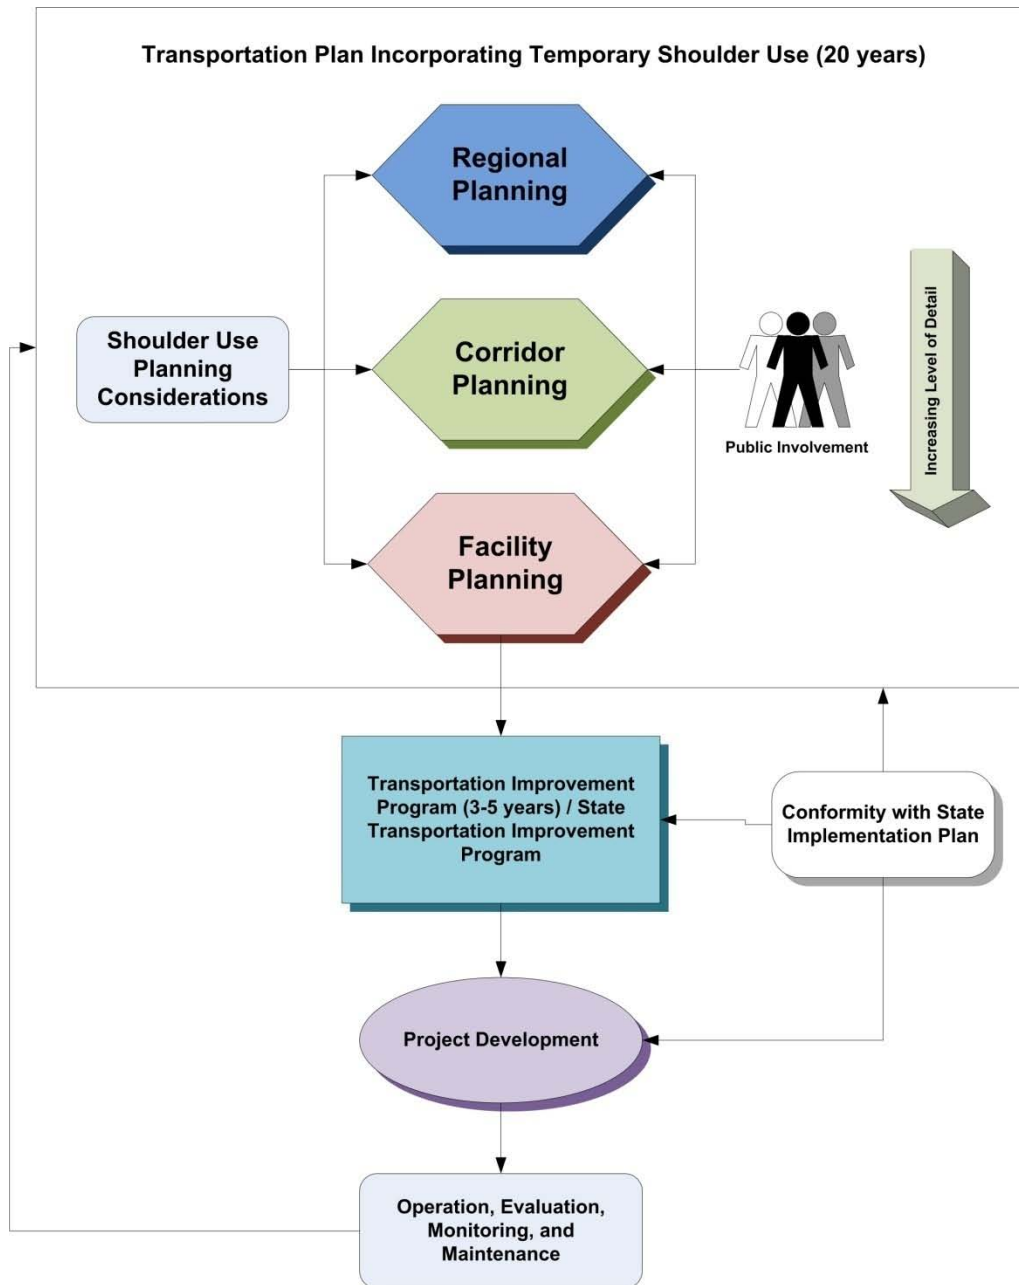 Transportation Plan Incorporating Temporary Shoulder Use (20 years)
Regional
Planning
Shoulder Use
Planning
Considerations
Corridor
Planning
Public Involvement
Increasing Level of Detail
Facility
Planning
Transportation Improvement
Program (3-5 years) / State
Transportation Improvement
Program
Conformity with State
Implementation Plan
Project Development
Operation, Evaluation,
Monitoring, and
Maintenance